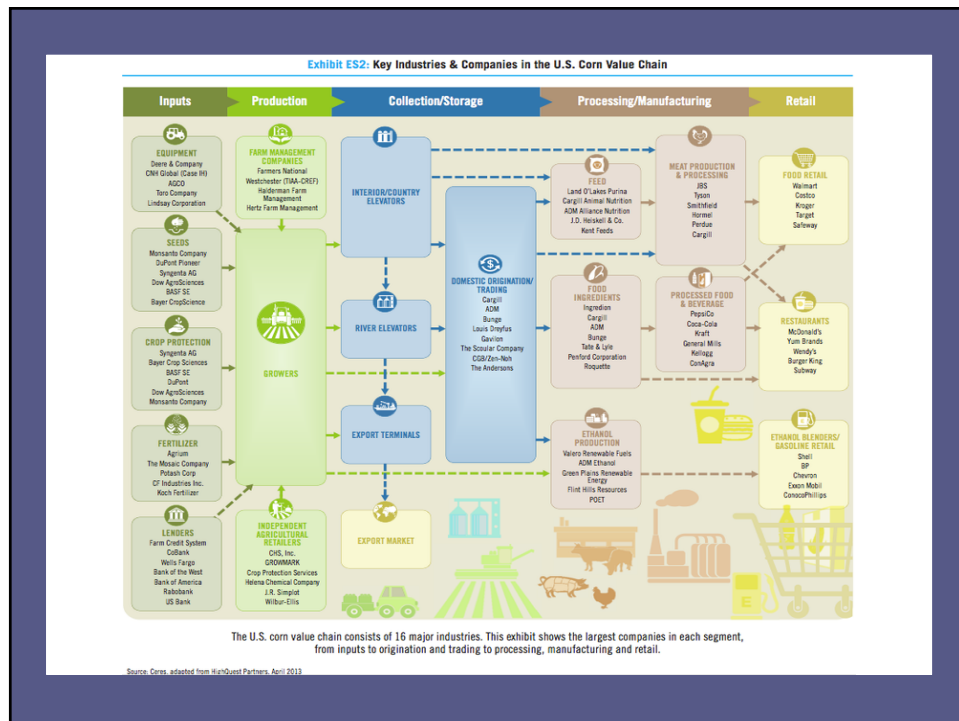 Exhibit ES2: Key Industries & Companies in the U.S. Corn Value Chain
Inputs
Production
Collection/Storage
Processing/Manufacturing
Retail
EQUIPMENT
Deere & Company
CNH Global (Case IH)
AGCO
Toro Company
Lindsay Corporation
SEEDS
Monsanto Company
DuPont Pioneer
Syngenta AG
Dow AgroSciences
BASF SE
Bayer CropScience
CROP PROTECTION
Syngenta AG
Bayer Crop Sciences
BASF SE
DuPont
Dow AgroSciences
Monsanto Company
FERTILIZER
Agrium
The Mosaic Company
Potash Corp
CF Industries Inc.
Koch Fertilizer
LENDERS
Farm Credit System
CoBank
Wells Fargo
Bank of the West
Bank of America
Rabobank
US Bank
FARM MANAGEMENT
COMPANIES
Farmers National
Westchester (TIAA-CREF)
Halderman Farm
Management
Hertz Farm Management
GROWERS
INDEPENDENT
AGRICULTURAL
RETAILERS
CHS, Inc.
GROWMARK
Crop Protection Services
Helena Chemical Company
J.R. Simplot
Wilbur-Ellis
INTERIOR/COUNTRY
ELEVATORS
RIVER ELEVATORS
EXPORT TERMINALS
EXPORT MARKET
DOMESTIC ORIGINATION/
TRADING
Cargill
ADM
Bunge
Louis Dreyfus
Gavilon
The Scoular Company
CGB/Zen-Noh
The Andersons
FEED
Land O'Lakes Purina
Cargill Animal Nutrition
ADM Alliance Nutrition
J.D. Heiskell & Co.
Kent Feeds
FOOD
INGREDIENTS
Ingredion
Cargill
ADM
Bunge
Tate & Lyle
Penford Corporation
Roquette
ETHANOL
PRODUCTION
Valero Renewable Fuels
ADM Ethanol
Green Plains Renewable
Energy
Flint Hills Resources
POET
MEAT PRODUCTION
& PROCESSING
JBS
Tyson
Smithfield
Hormel
Perdue
Cargill
PROCESSED FOOD
& BEVERAGE
PepsiCo
Coca-Cola
Kraft
General Mills
Kellogg
ConAgra
FOOD RETAIL
Walmart
Costco
Kroger
Target
Safeway
RESTAURANTS
McDonald's
Yum Brands
Wendy's
Burger King
Subway
ETHANOL BLENDERS/
GASOLINE RETAIL
Shell
BP
Chevron
Exxon Mobil
ConocoPhillips
The U.S. corn value chain consists of 16 major industries. This exhibit shows the largest companies in each segment,
from inputs to origination and trading to processing, manufacturing and retail.
Source: Ceres, adapted from HighQuest Partners, April 2013